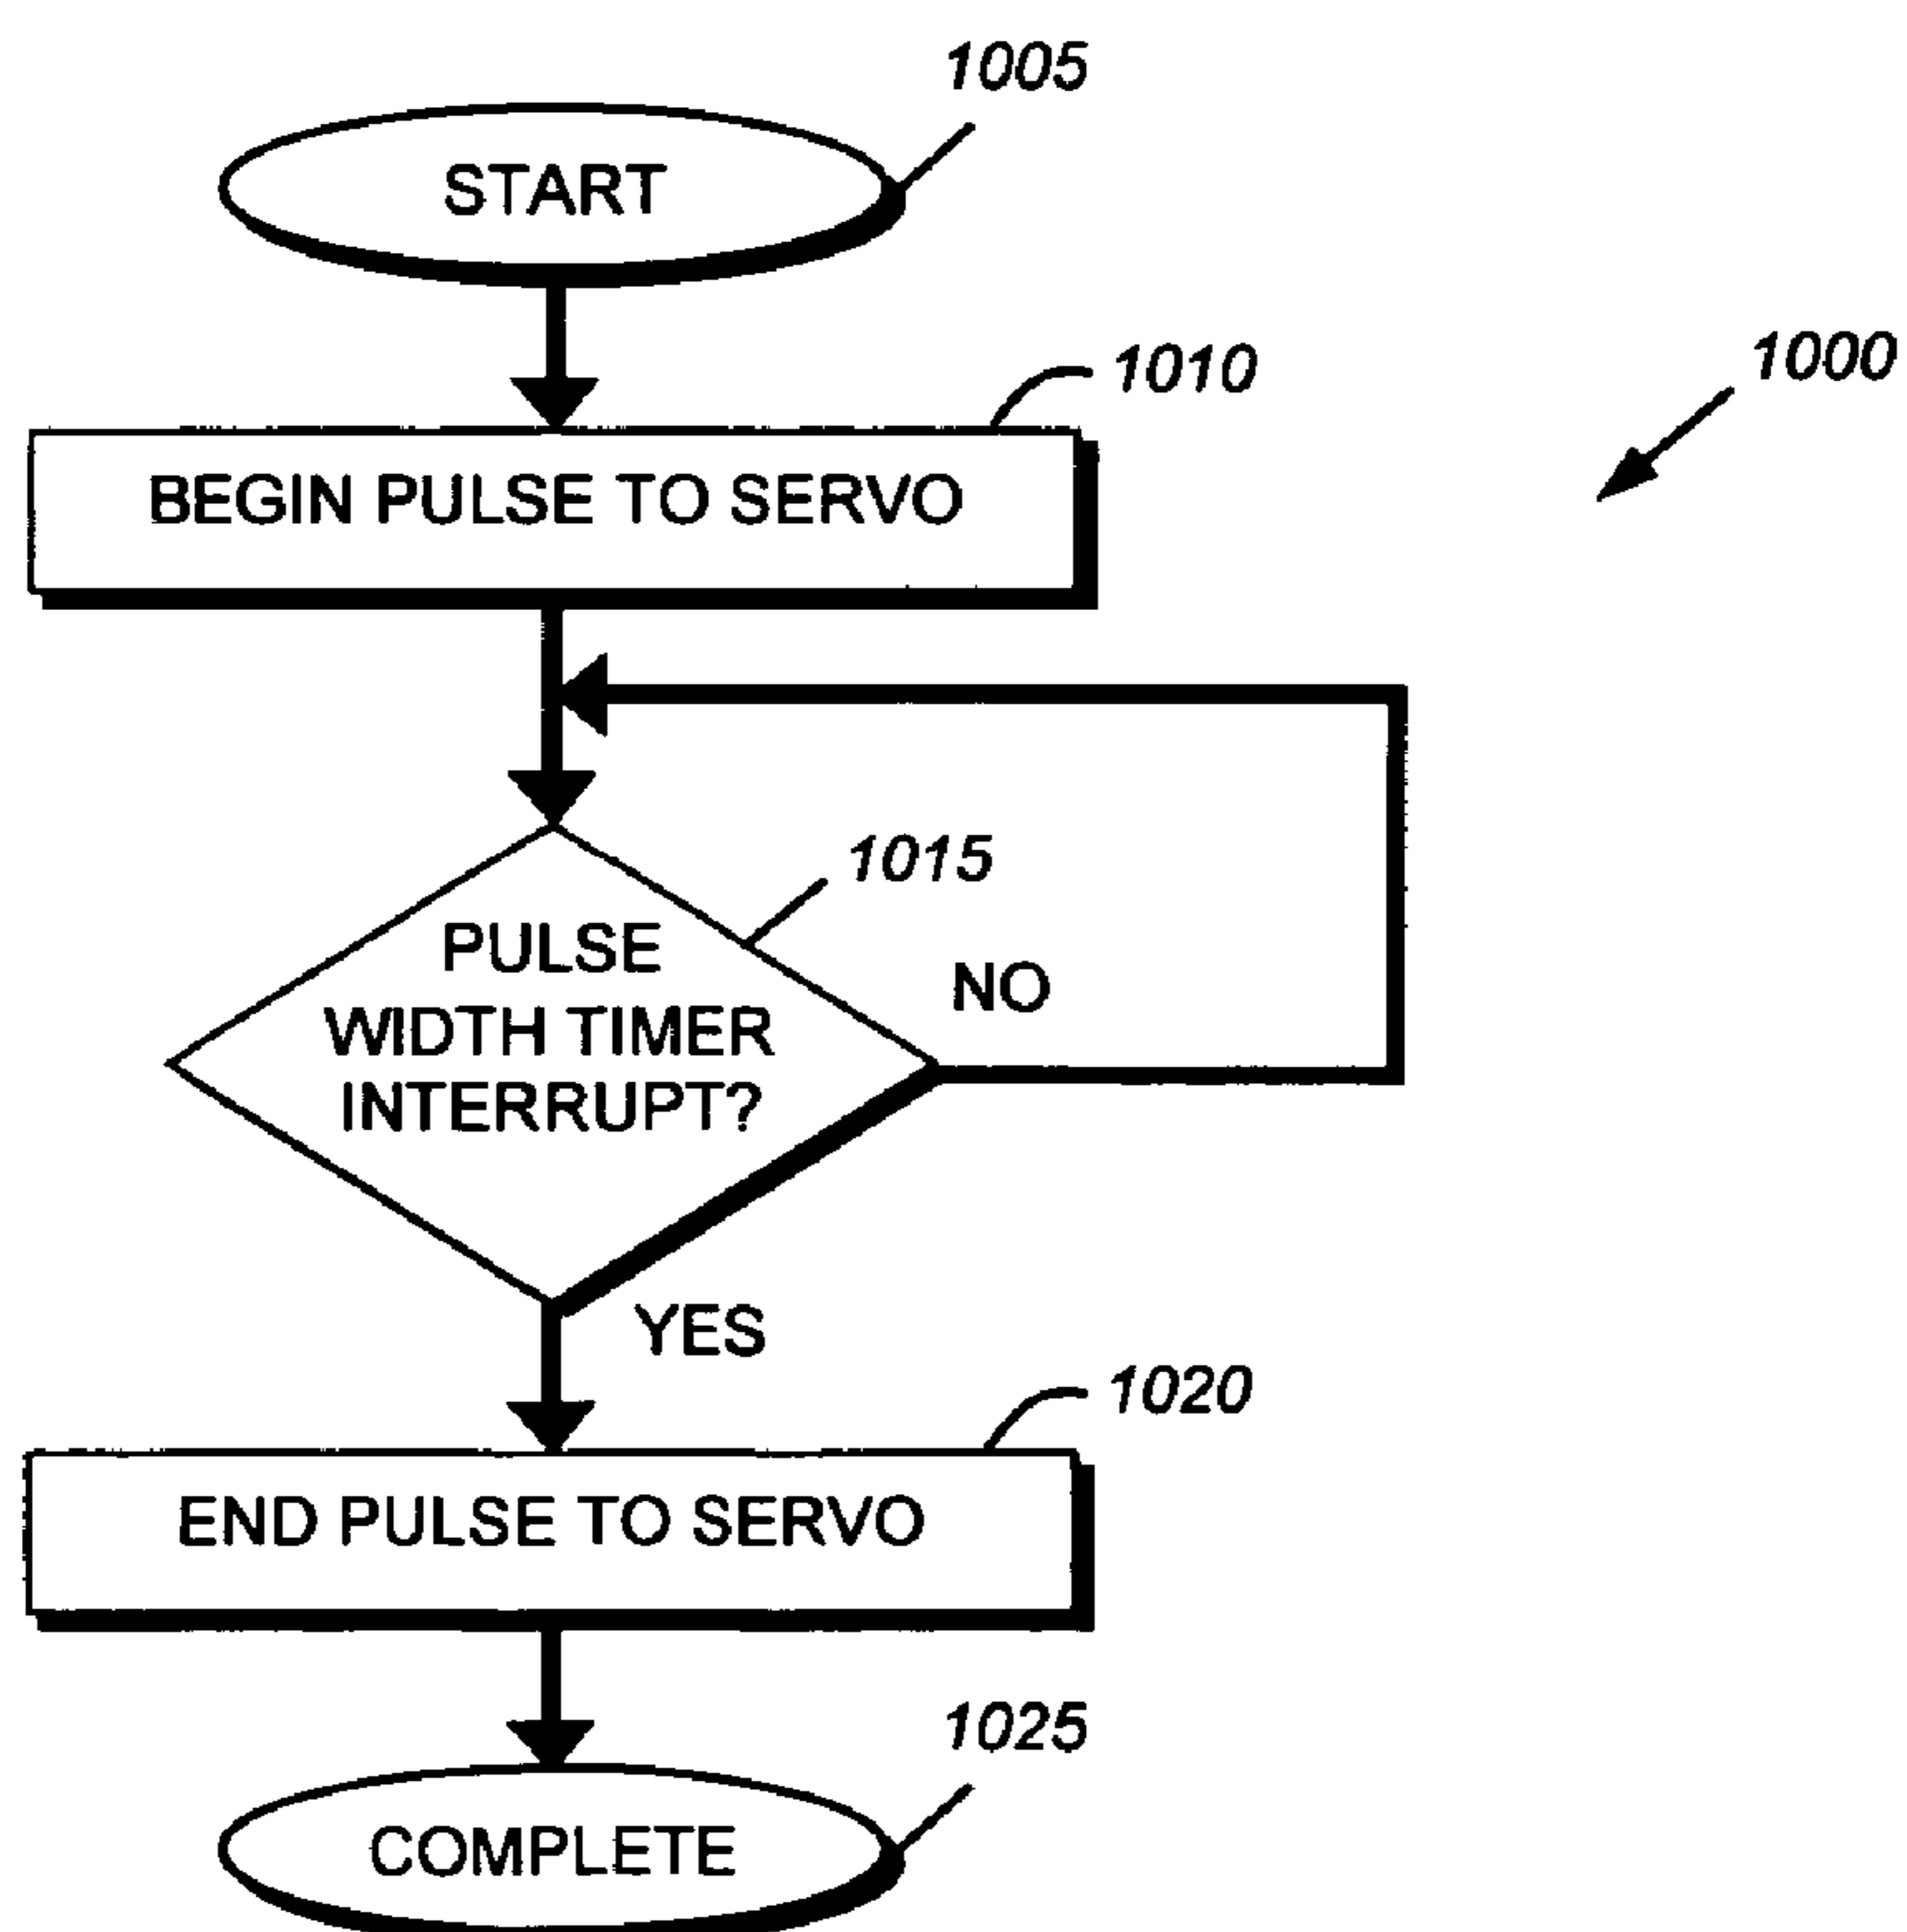 1005
START
1010
1000
BEGIN PULSE TO SERVO
1015
PULSE
WIDTH TIMER
INTERRUPT?
NO
YES
1020
END PULSE TO SERVO
1025
COMPLETE